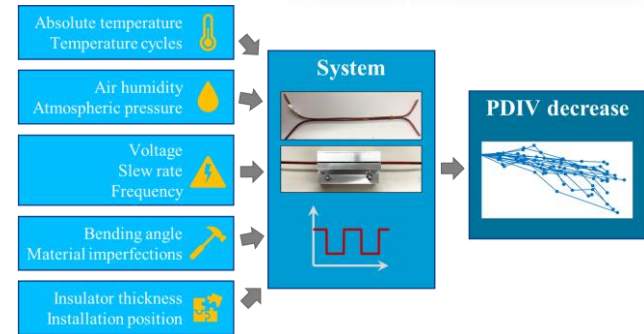 Absolute temperature
Temperature cycles
Air humidity
Atmospheric pressure
Voltage
Slew rate
Frequency
Bending angle
Material imperfections
Insulator thickness
Installation position
System
PDIV decrease